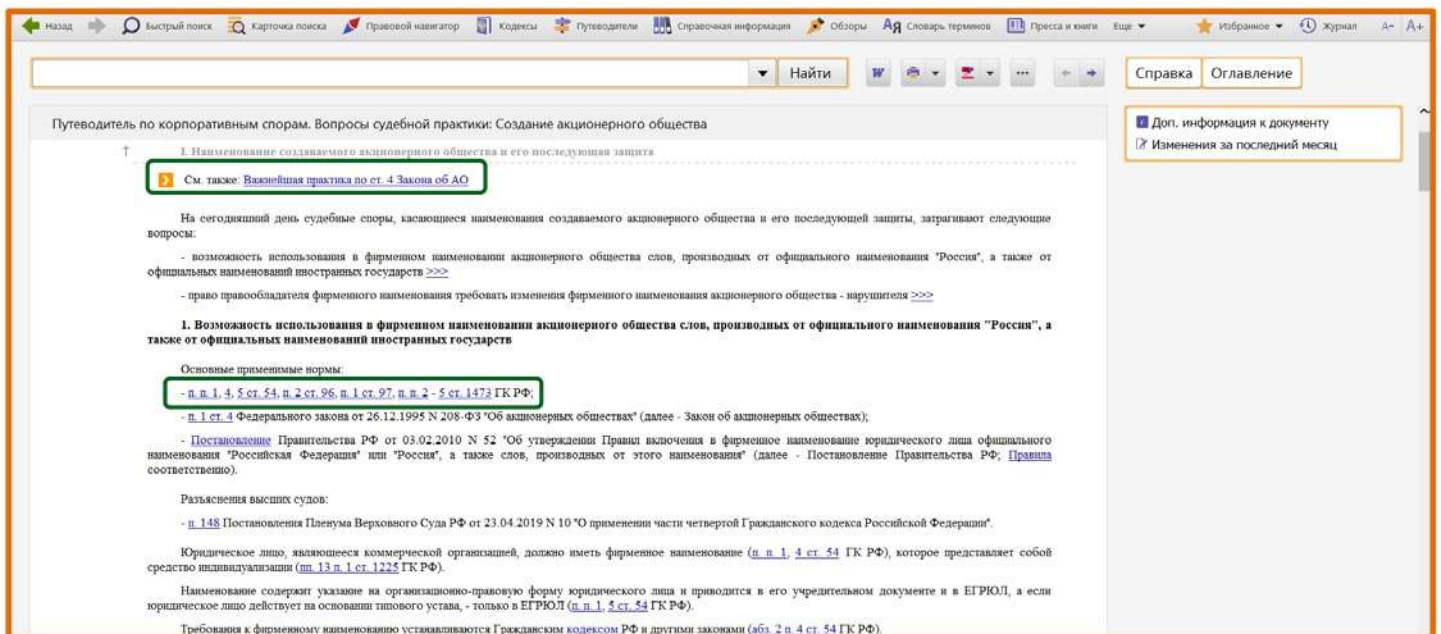 Назад Быстрый поиск Карточка поиска Правовой навигатор Кодексы Путеводители Справочная информация Обзоры Словарь терминов Пресса и книги Еще Избранное Журнал А- А+
Найти W ... Справка Оглавление
Путеводитель по корпоративным спорам. Вопросы судебной практики: Создание акционерного общества
i Доп. информация к документу
Изменения за последний месяц
I. Наименование создаваемого акционерного общества и его последующая защита
См. также: Важнейшая практика по ст. 4 Закона об АО
На сегодняшний день судебные споры, касающиеся наименования создаваемого акционерного общества и его последующей защиты, затрагивают следующие
вопросы:
- возможность использования в фирменном наименовании акционерного общества слов, производных от официального наименования "Россия", а также от
официальных наименований иностранных государств >>>
- право правообладателя фирменного наименования требовать изменения фирменного наименования акционерного общества - нарушителя >>>
1. Возможность использования в фирменном наименовании акционерного общества слов, производных от официального наименования "Россия", а
также от официальных наименований иностранных государств
Основные применимые нормы:
- п. п. 1, 4, 5 ст. 54, п. 2 ст. 96, п. 1 ст. 97, п. п. 2 - 5 ст. 1473 ГК РФ;
- п. 1 ст. 4 Федерального закона от 26.12.1995 N 208-ФЗ "Об акционерных обществах" (далее - Закон об акционерных обществах);
- Постановление Правительства РФ от 03.02.2010 N 52 "Об утверждении Правил включения в фирменное наименование юридического лица официального
наименования "Российская Федерация" или "Россия", а также слов, производных от этого наименования" (далее - Постановление Правительства РФ; Правила
соответственно).
Разъяснения высших судов:
- п. 148 Постановления Пленума Верховного Суда РФ от 23.04.2019 N 10 "О применении части четвертой Гражданского кодекса Российской Федерации".
Юридическое лицо, являющееся коммерческой организацией, должно иметь фирменное наименование (п. п. 1, 4 ст. 54 ГК РФ), которое представляет собой
средство индивидуализации (пп. 13 п. 1 ст. 1225 ГК РФ).
Наименование содержит указание на организационно-правовую форму юридического лица и приводится в его учредительном документе и в ЕГРЮЛ, а если
юридическое лицо действует на основании типового устава, - только в ЕГРЮЛ (п. п. 1, 5 ст. 54 ГК РФ).
Требования к фирменному наименованию устанавливаются Гражданским кодексом РФ и другими законами (абз. 2 п. 4 ст. 54 ГК РФ).